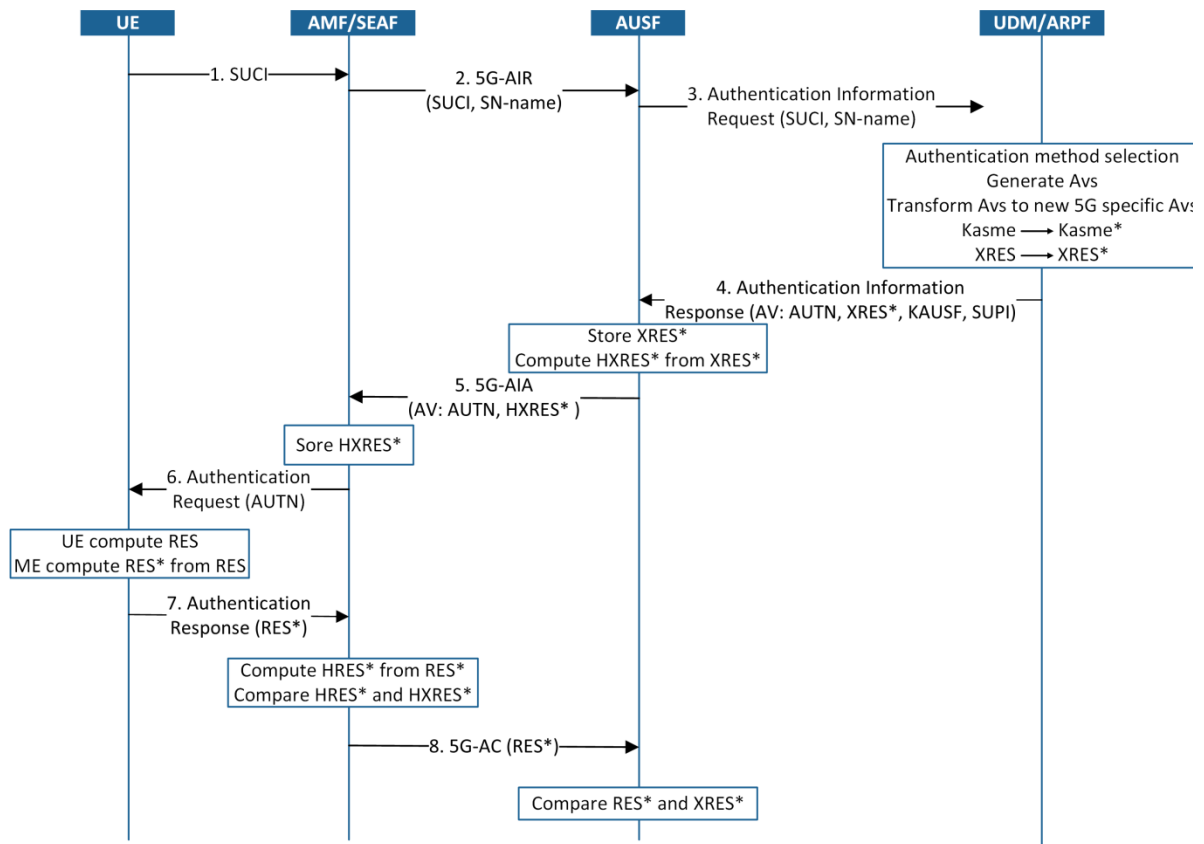 UE
AMF/SEAF
AUSF
UDM/ARPF
1. SUCI
2. 5G-AIR
(SUCI, SN-name)
3. Authentication Information
Request (SUCI, SN-name)
Authentication method selection
Generate Avs
Transform Avs to new 5G specific Avs
Kasme → Kasme*
XRES → XRES*
4. Authentication Information
Response (AV: AUTN, XRES*, KAUSF, SUPI)
Store XRES*
Compute HXRES* from XRES*
5. 5G-AIA
(AV: AUTN, HXRES* )
Sore HXRES*
6. Authentication
Request (AUTN)
UE compute RES
ME compute RES* from RES
7. Authentication
Response (RES*)
Compute HRES* from RES*
Compare HRES* and HXRES*
8. 5G-AC (RES*)
Compare RES* and XRES*